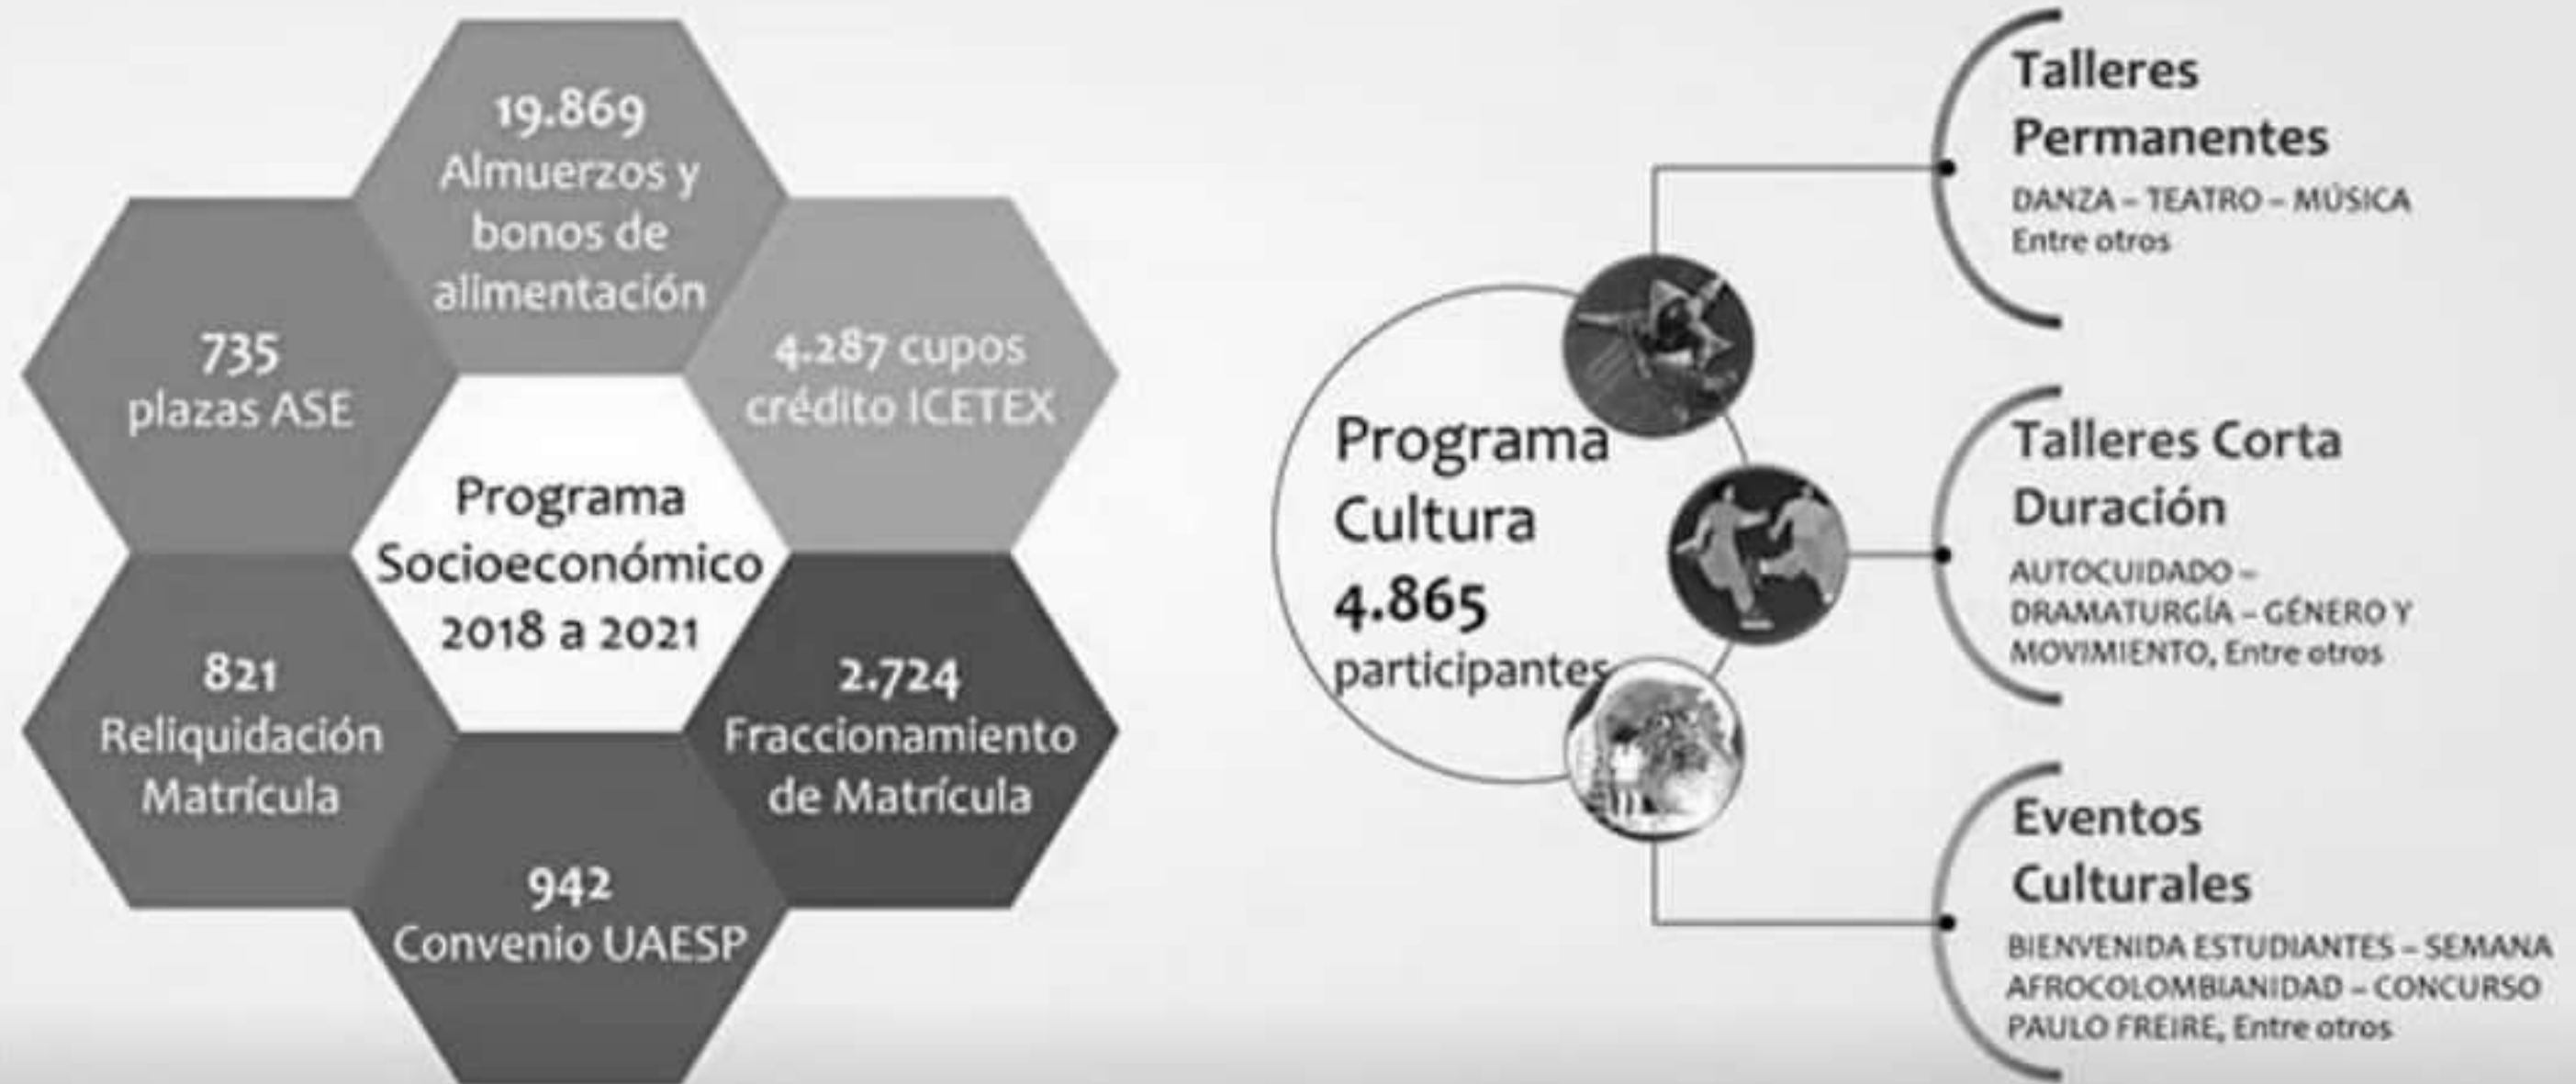 19.869
Almuerzos y
bonos de
alimentación
735
plazas ASE
4.287 cupos
crédito ICETEX
Programa
Socioeconómico
2018 a 2021
821
Reliquidación
Matrícula
2.724
Fraccionamiento
de Matrícula
942
Convenio UAESP
Programa
Cultura
4.865
participantes
Talleres
Permanentes
DANZA – TEATRO – MÚSICA
Entre otros
Talleres Corta
Duración
AUTOCUIDADO –
DRAMATURGÍA – GÉNERO Y
MOVIMIENTO, Entre otros
Eventos
Culturales
BIENVENIDA ESTUDIANTES – SEMANA
AFROCOLOMBIANIDAD – CONCURSO
PAULO FREIRE, Entre otros